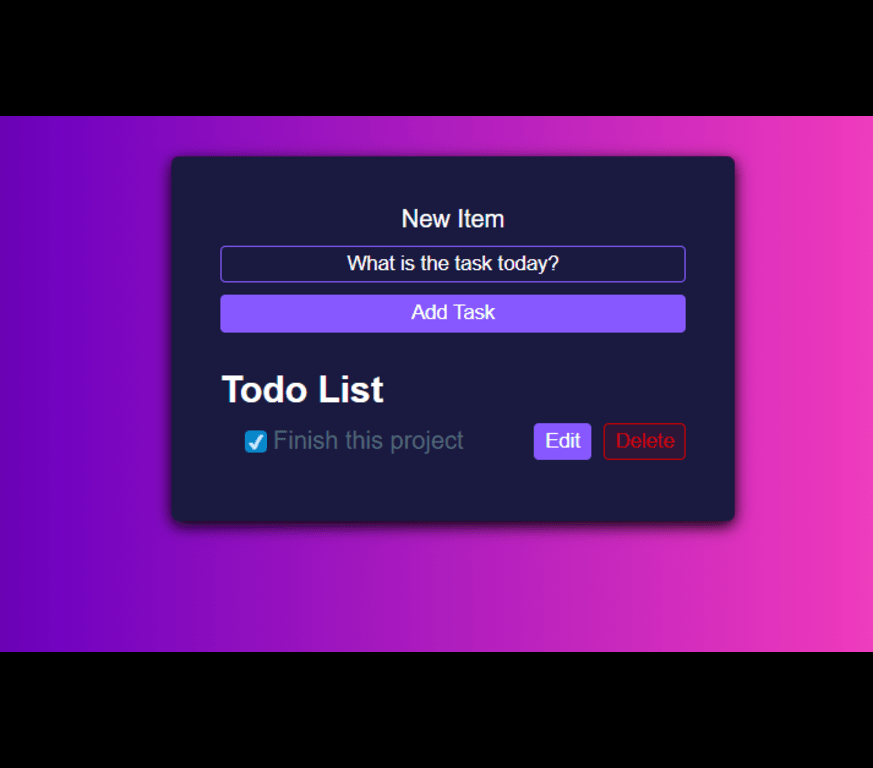 New Item
What is the task today?
Add Task
Todo List
Finish this project Edit Delete